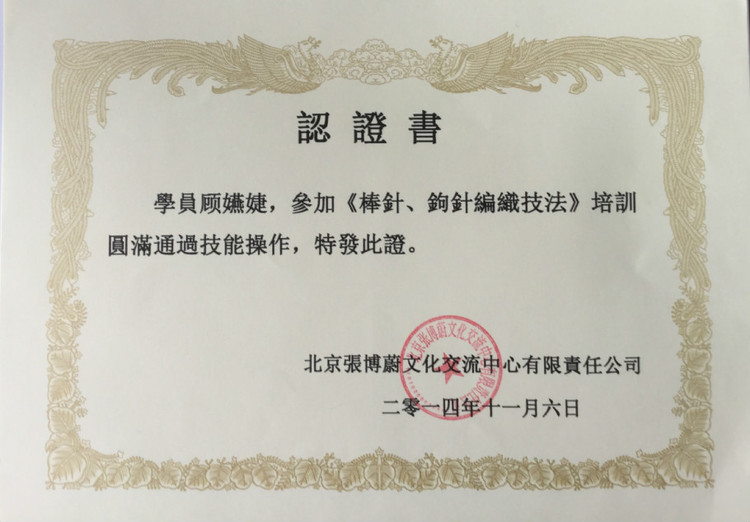 認證書
學員顾嬿婕，參加《棒針、鉤針編織技法》培訓
圓滿通過技能操作，特發此證。
北京張博蔚文化交流中心有限責任公司
二零一四年十一月六日